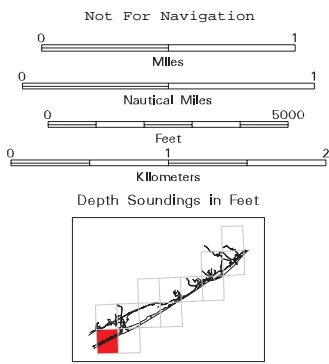 Not For Navigation
0 1
Miles
0 1
Nautical Miles
0 5000
Feet
0 1 2
Kilometers
Depth Soundings in Feet